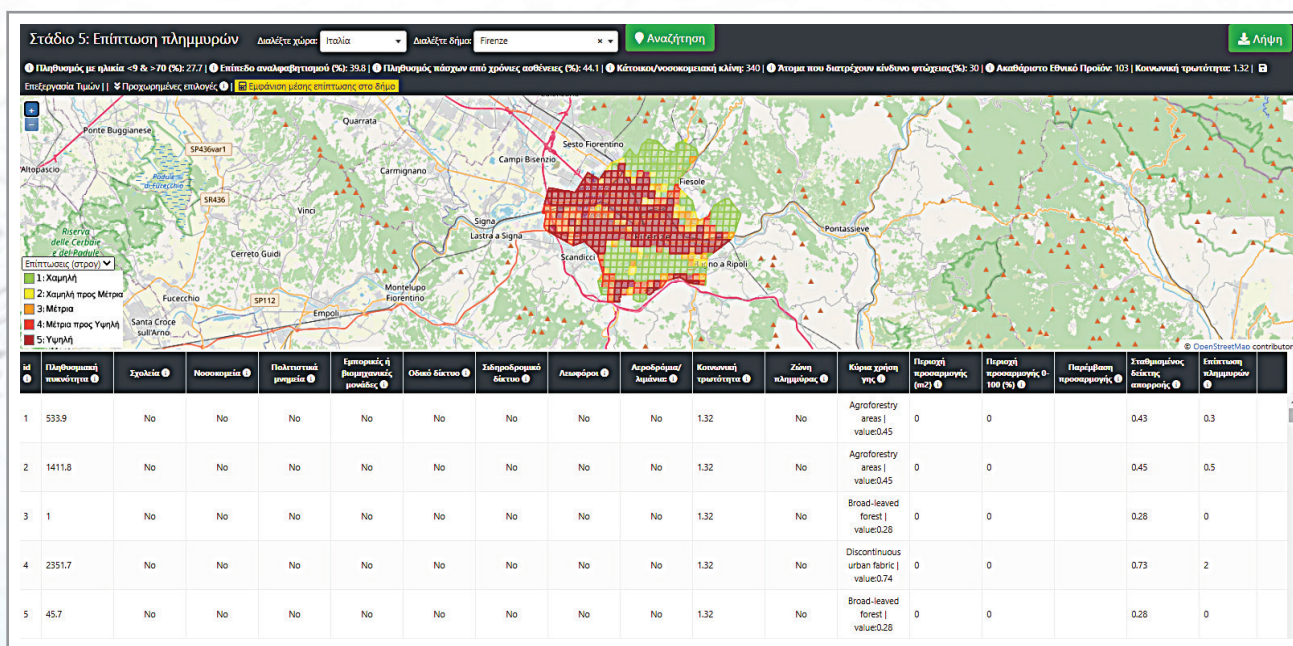 Στάδιο 5: Επίπτωση πλημμυρών Διαλέξτε χώρα: Ιταλία Διαλέξτε δήμο: Firenze × Αναζήτηση Λήψη
Πληθυσμός με ηλικία <9 & >70 (%): 27.7 | Επίπεδο αναλφαβητισμού (%): 39.8 | Πληθυσμός πάσχων από χρόνιες ασθένειες (%): 44.1 | Κάτοικοι/νοσοκομειακή κλίνη: 340 | Άτομα που διατρέχουν κίνδυνο φτώχειας(%): 30 | Ακαθάριστο Εθνικό Προϊόν: 103 | Κοινωνική τρωτότητα: 1.32 |
Επεξεργασία Τιμών | | Προχωρημένες επιλογές | Εμφάνιση μέσης επίπτωσης στο δήμο
+
−
Ponte Buggianese
Quarrata
SP436var1
Sesto Fiorentino
Altopascio
Campi Bisenzio
Padule di Fucecchio
Carmignano
Fiesole
SR436
Vinci
Signa
Pontassieve
Riserva delle Cerbaie e del Padule
Lastra a Signa
Cerreto Guidi
Scandicci
no a Ripoli
Επίπτωσεις (στρογ)
1: Χαμηλή
2: Χαμηλή προς Μέτρια
3: Μέτρια
4: Μέτρια προς Υψηλή
5: Υψηλή
Montelupo Fiorentino
Fucecchio
SP112
Empoli
Santa Croce sull'Arno
© OpenStreetMap contributor
id Πληθυσμιακή πυκνότητα Σχολεία Νοσοκομεία Πολιτιστικά μνημεία Εμπορικές ή βιομηχανικές μονάδες Οδικό δίκτυο Σιδηροδρομικό δίκτυο Λεωφόροι Αεροδρόμια/λιμάνια: Κοινωνική τρωτότητα Ζώνη πλημμύρας Κύρια χρήση γης Περιοχή προσαρμογής (m2) Περιοχή προσαρμογής 0-100 (%) Παρέμβαση προσαρμογής Σταθμισμένος δείκτης απορροής Επίπτωση πλημμυρών
1 533.9 No No No No No No No No 1.32 No Agroforestry areas | value:0.45 0 0 0.43 0.3
2 1411.8 No No No No No No No No 1.32 No Agroforestry areas | value:0.45 0 0 0.45 0.5
3 1 No No No No No No No No 1.32 No Broad-leaved forest | value:0.28 0 0 0.28 0
4 2351.7 No No No No No No No No 1.32 No Discontinuous urban fabric | value:0.74 0 0 0.73 2
5 45.7 No No No No No No No No 1.32 No Broad-leaved forest | value:0.28 0 0 0.28 0